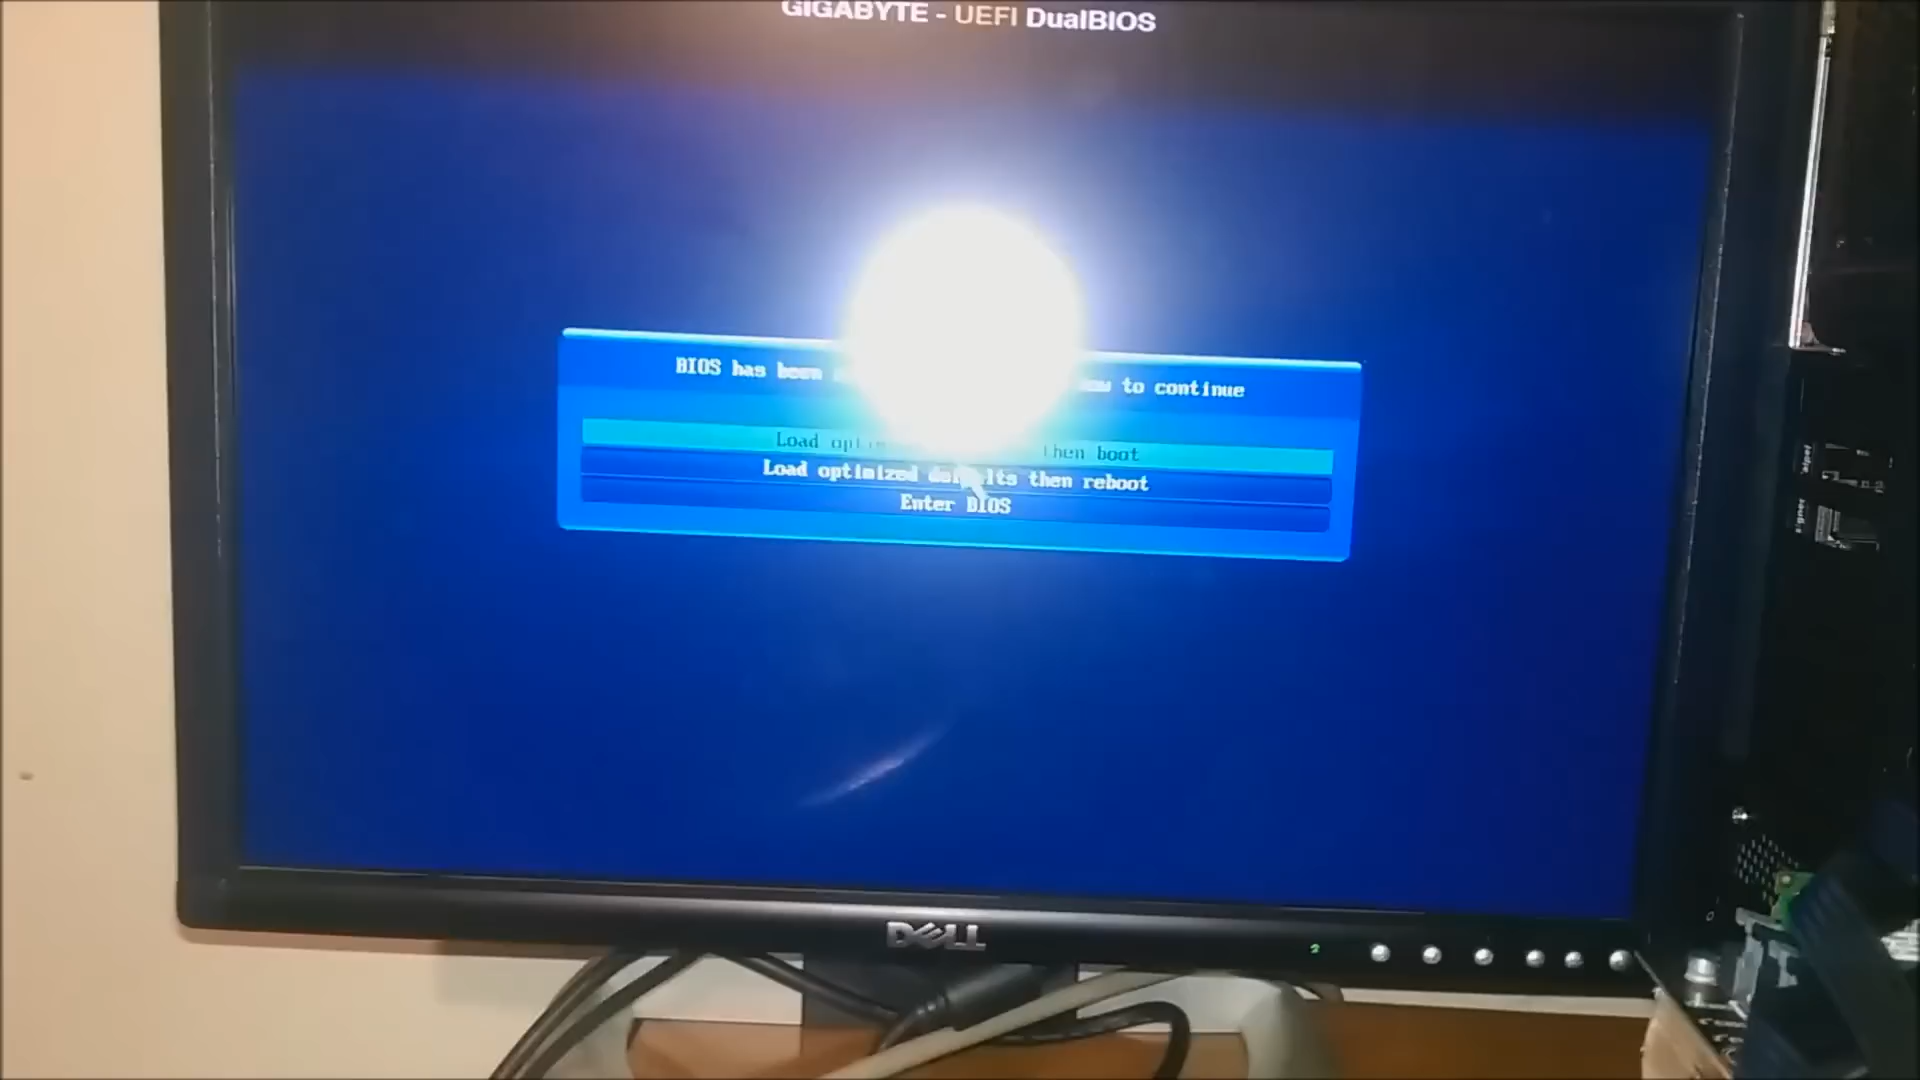 GIGABYTE - UEFI DualBIOS
BIOS has been to continue
Load then boot
Load optimized then reboot
Enter BIOS
DELL